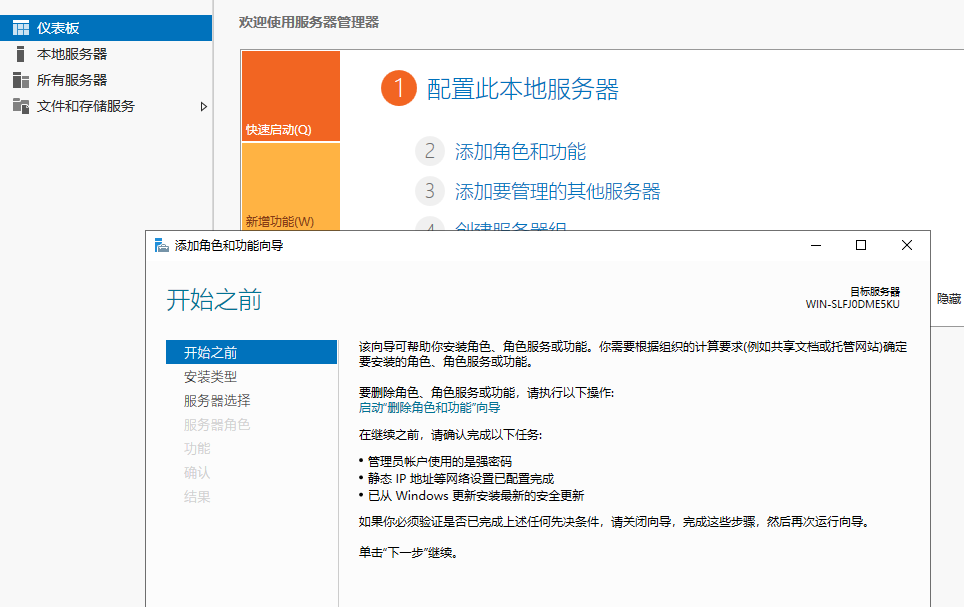 仪表板
本地服务器
所有服务器
文件和存储服务
欢迎使用服务器管理器
快速启动(Q)
新增功能(W)
1 配置此本地服务器
2 添加角色和功能
3 添加要管理的其他服务器
4 创建服务器组
隐藏
添加角色和功能向导
开始之前
目标服务器
WIN-SLFJ0DME5KU
开始之前
安装类型
服务器选择
服务器角色
功能
确认
结果
该向导可帮助你安装角色、角色服务或功能。你需要根据组织的计算要求(例如共享文档或托管网站)确定
要安装的角色、角色服务或功能。
要删除角色、角色服务或功能，请执行以下操作:
启动“删除角色和功能”向导
在继续之前，请确认完成以下任务:
• 管理员帐户使用的是强密码
• 静态 IP 地址等网络设置已配置完成
• 已从 Windows 更新安装最新的安全更新
如果你必须验证是否已完成上述任何先决条件，请关闭向导，完成这些步骤，然后再次运行向导。
单击“下一步”继续。